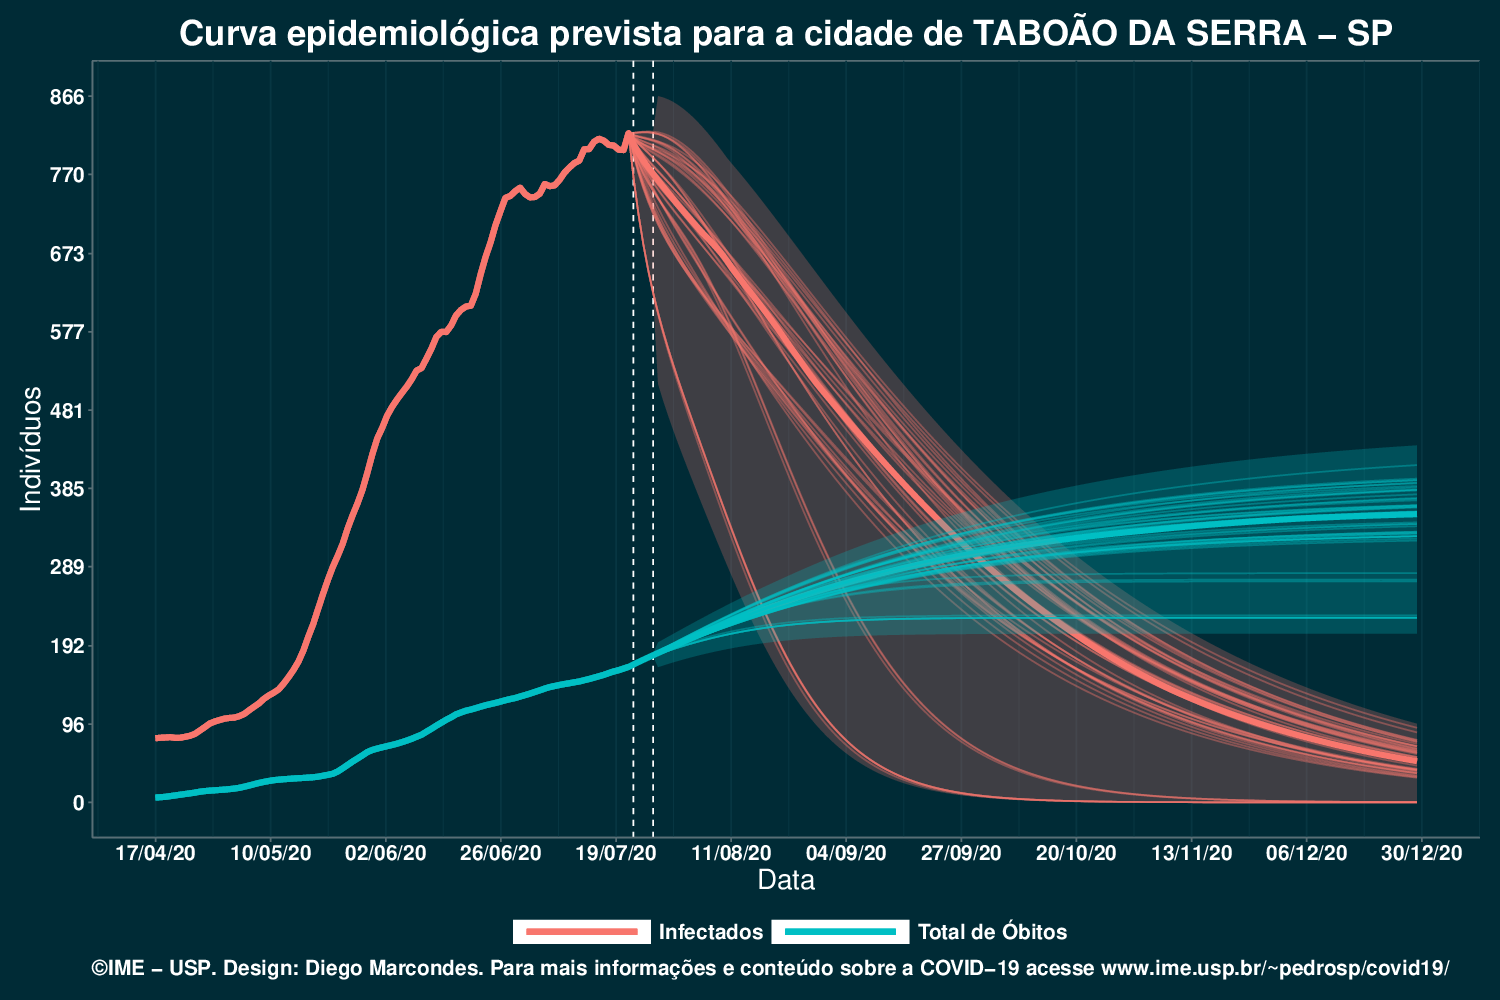 Curva epidemiológica prevista para a cidade de TABOÃO DA SERRA – SP
866
770
673
577
481
385
289
192
96
0
Indivíduos
17/04/20 10/05/20 02/06/20 26/06/20 19/07/20 11/08/20 04/09/20 27/09/20 20/10/20 13/11/20 06/12/20 30/12/20
Data
Infectados Total de Óbitos
©IME – USP. Design: Diego Marcondes. Para mais informações e conteúdo sobre a COVID–19 acesse www.ime.usp.br/~pedrosp/covid19/